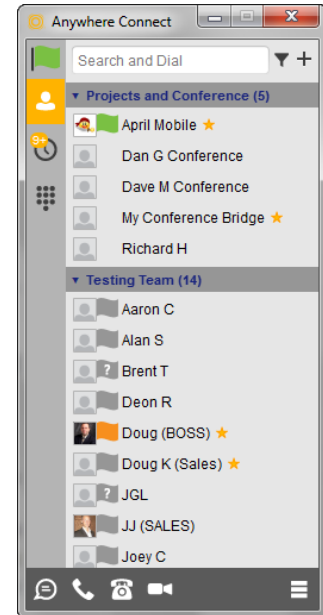 Anywhere Connect
Search and Dial
Projects and Conference (5)
April Mobile
9+
Dan G Conference
Dave M Conference
My Conference Bridge
Richard H
Testing Team (14)
Aaron C
Alan S
? Brent T
Deon R
Doug (BOSS)
Doug K (Sales)
? JGL
JJ (SALES)
Joey C